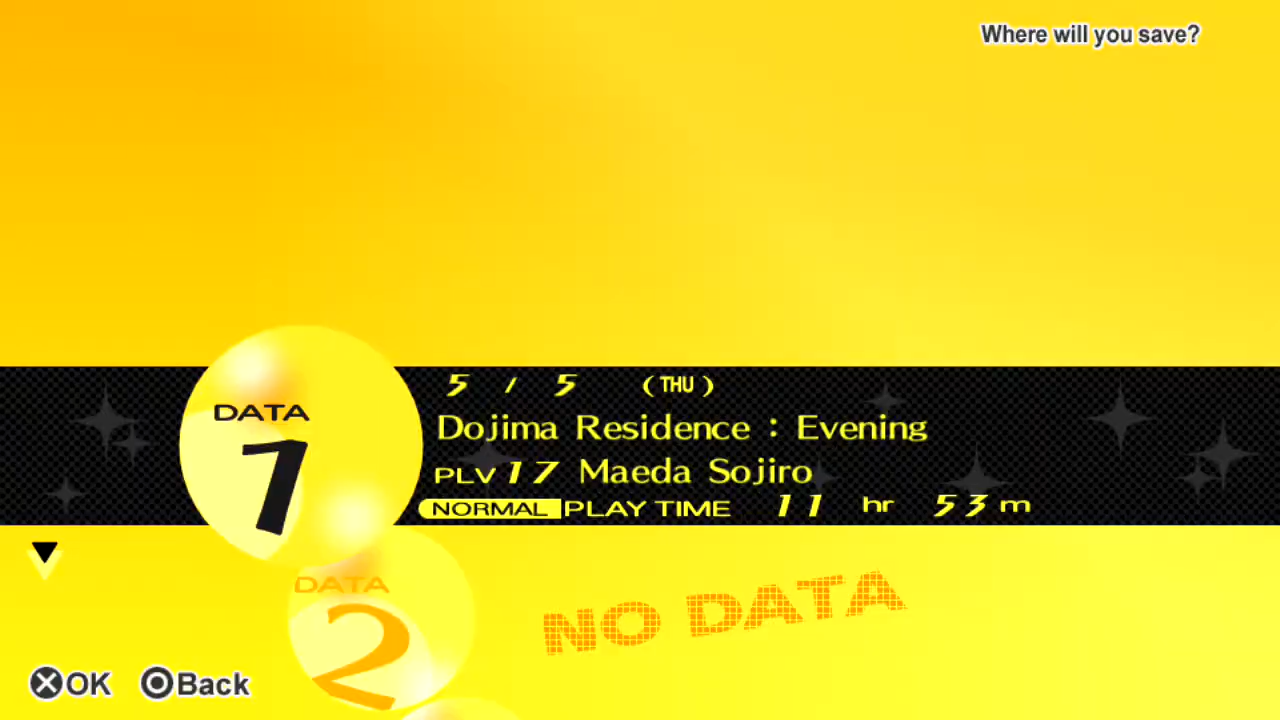 Where will you save?
DATA
1
5 / 5 (THU)
Dojima Residence : Evening
PLV 17 Maeda Sojiro
NORMAL PLAY TIME 11 hr 53 m
DATA
2
NO DATA
OK Back